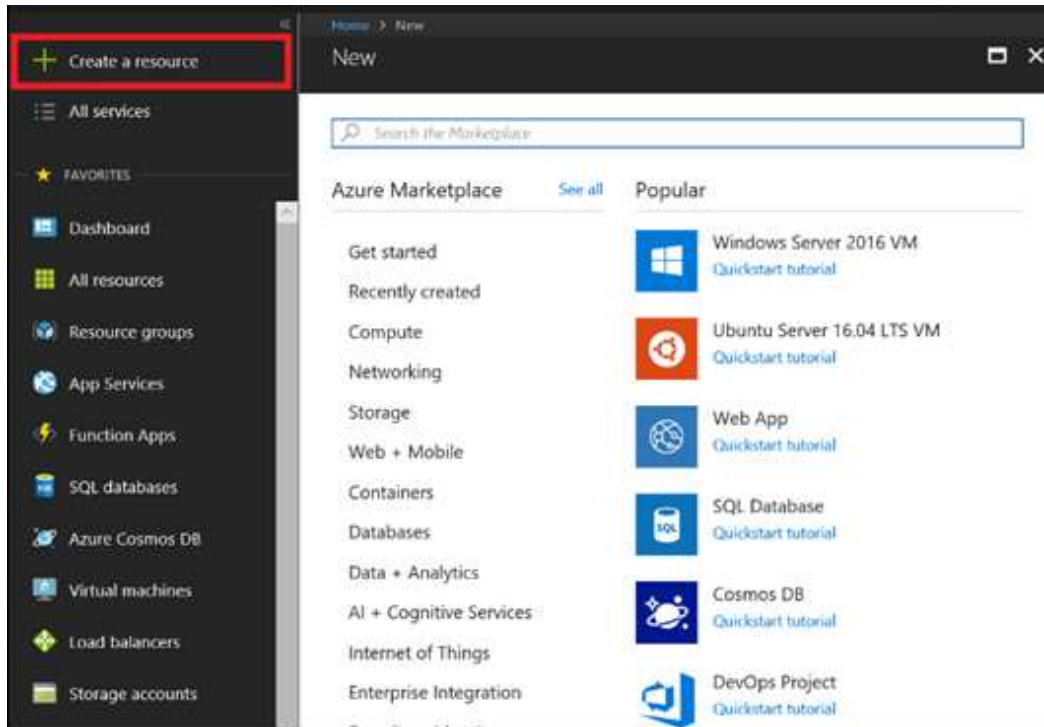 Create a resource
All services
FAVORITES
Dashboard
All resources
Resource groups
App Services
Function Apps
SQL databases
Azure Cosmos DB
Virtual machines
Load balancers
Storage accounts
Home > New
New
Search the Marketplace
Azure Marketplace See all
Get started
Recently created
Compute
Networking
Storage
Web + Mobile
Containers
Databases
Data + Analytics
AI + Cognitive Services
Internet of Things
Enterprise Integration
Popular
Windows Server 2016 VM
Quickstart tutorial
Ubuntu Server 16.04 LTS VM
Quickstart tutorial
Web App
Quickstart tutorial
SQL
SQL Database
Quickstart tutorial
Cosmos DB
Quickstart tutorial
DevOps Project
Quickstart tutorial